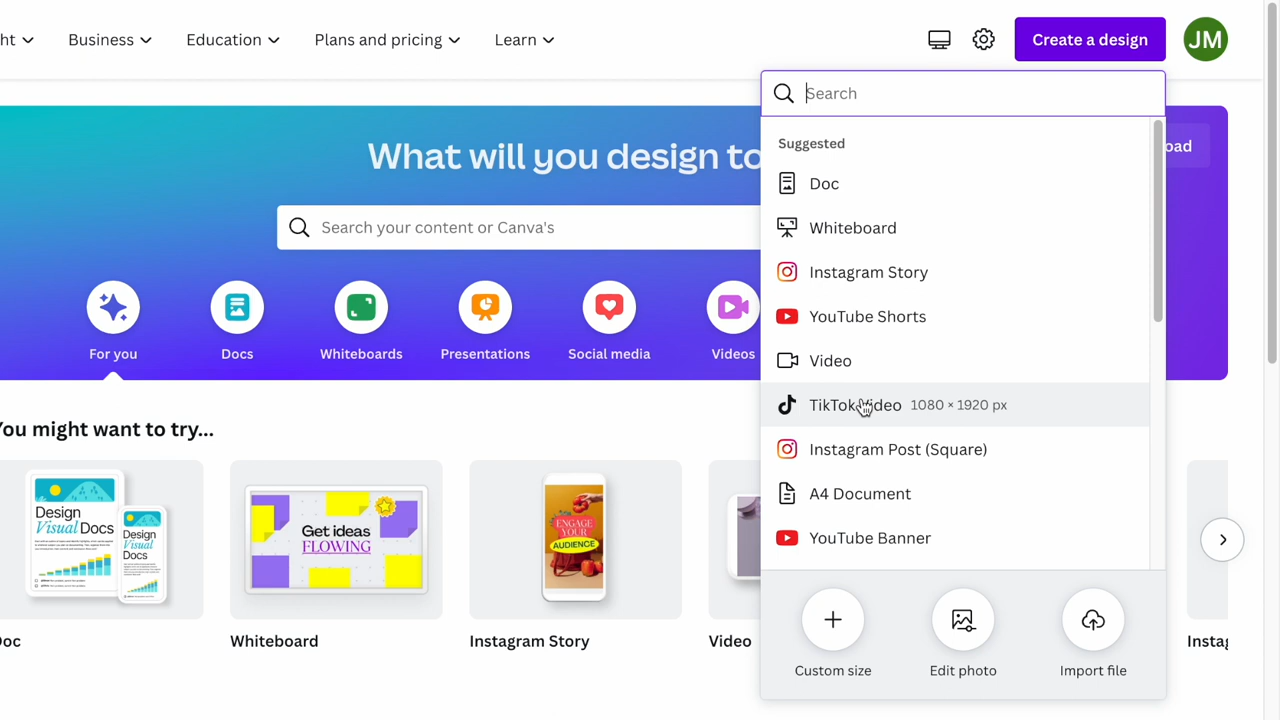 ht
Business
Education
Plans and pricing
Learn
Create a design
JM
Search
What will you design to
oad
Search your content or Canva's
For you
Docs
Whiteboards
Presentations
Social media
Videos
Suggested
Doc
Whiteboard
Instagram Story
YouTube Shorts
Video
TikTok Video 1080 × 1920 px
Instagram Post (Square)
A4 Document
YouTube Banner
Custom size
Edit photo
Import file
You might want to try...
Design
Visual Docs
Design
Visual
Docs
Get ideas
FLOWING
ENGAGE
YOUR
AUDIENCE
Doc
Whiteboard
Instagram Story
Video
Instag